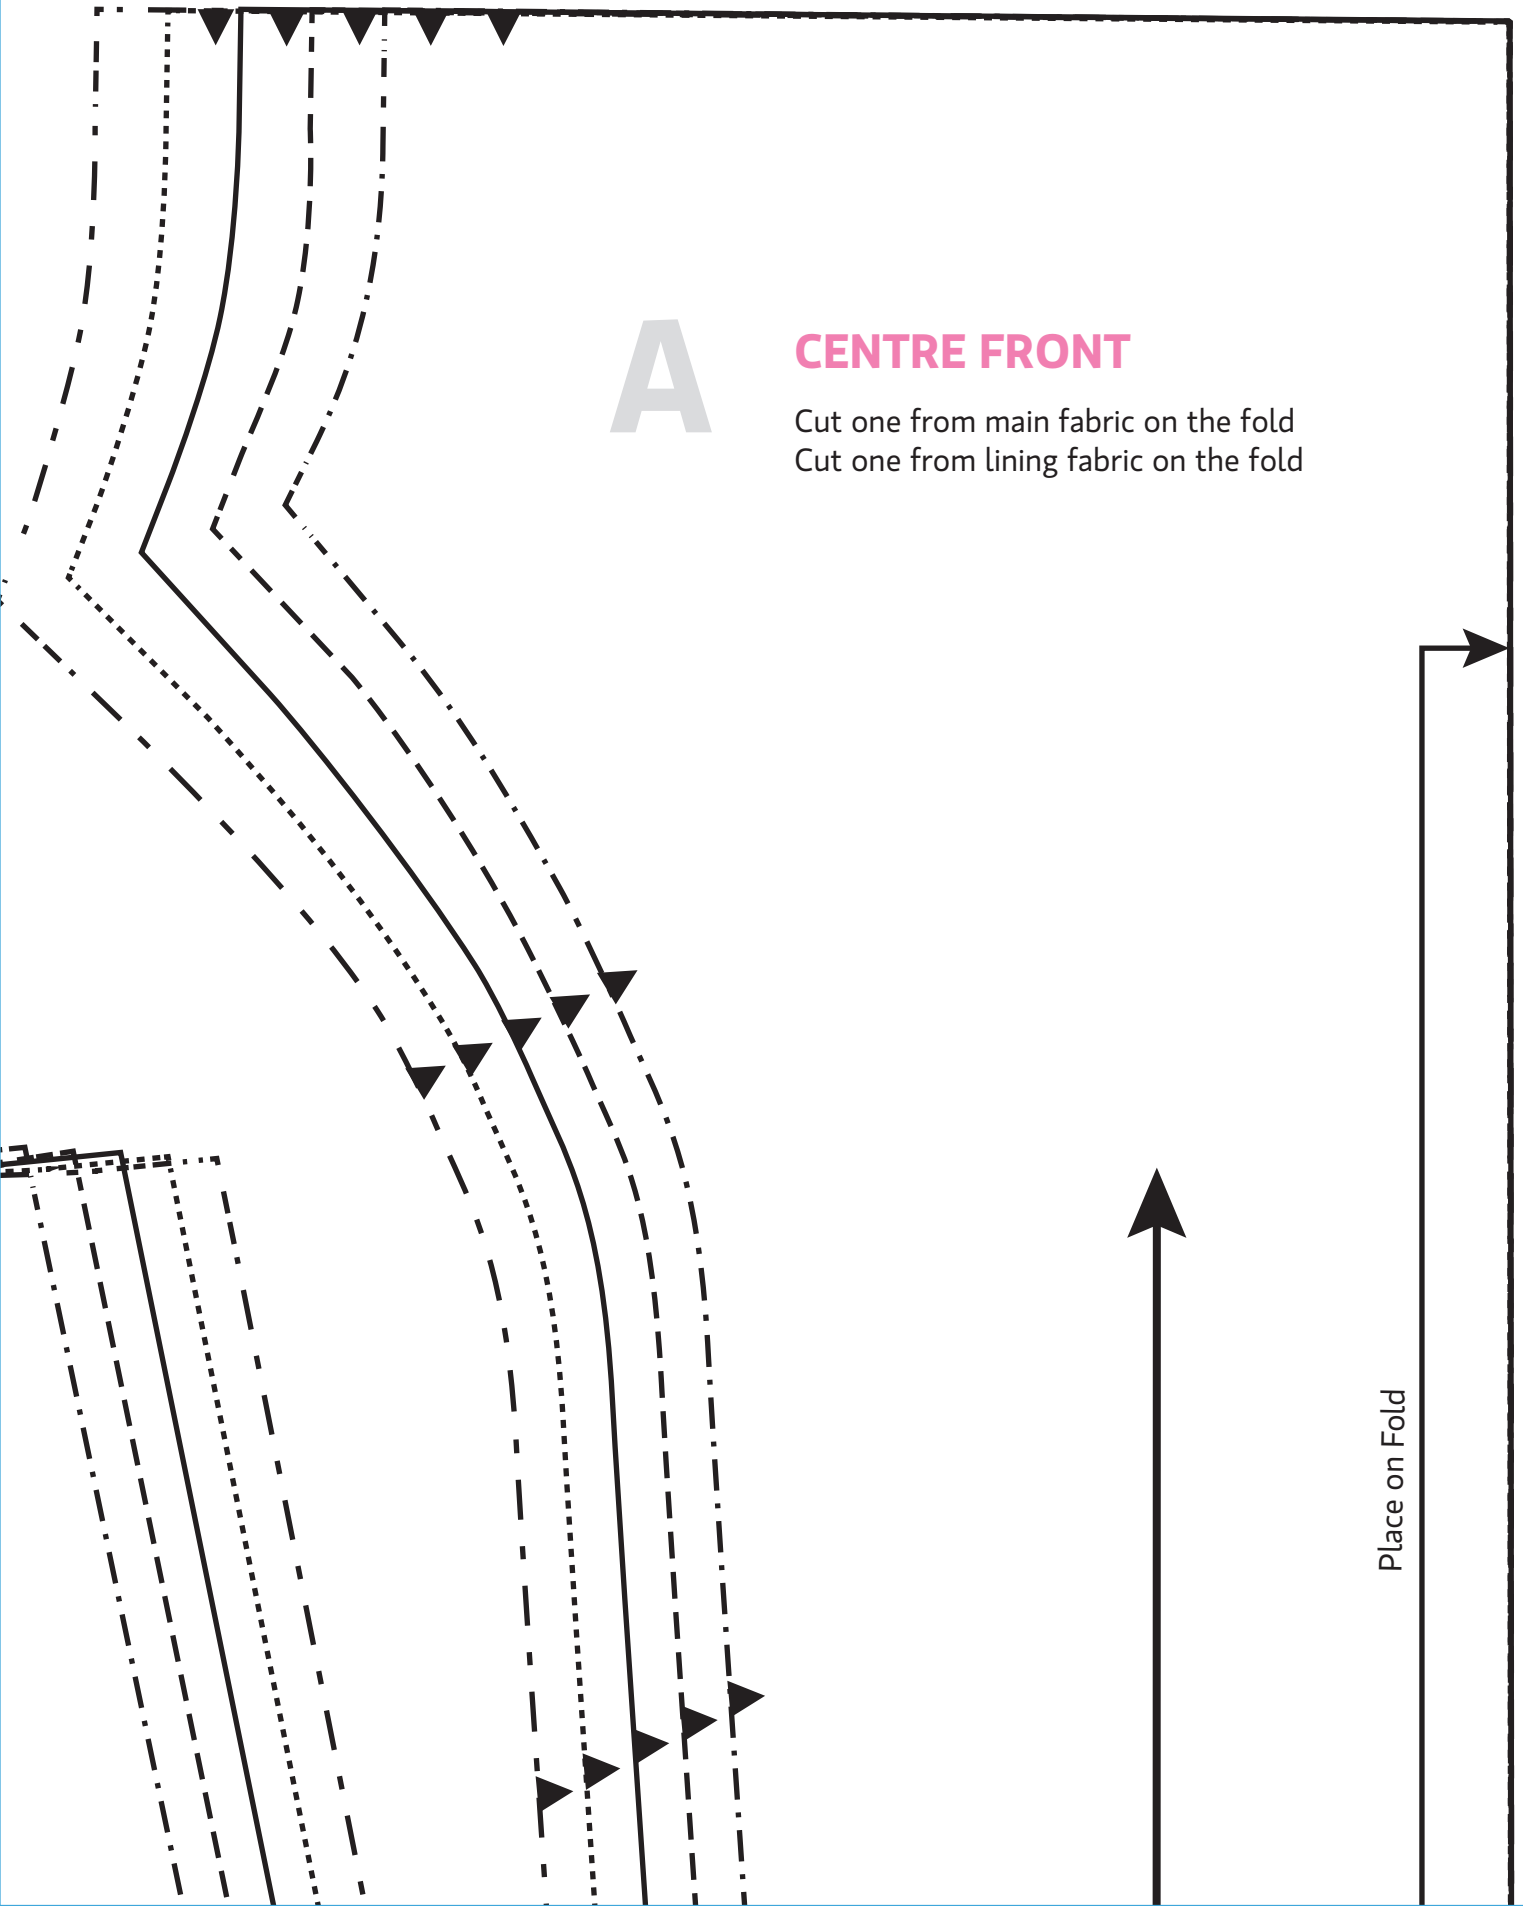 A
CENTRE FRONT
Cut one from main fabric on the fold
Cut one from lining fabric on the fold
Place on Fold